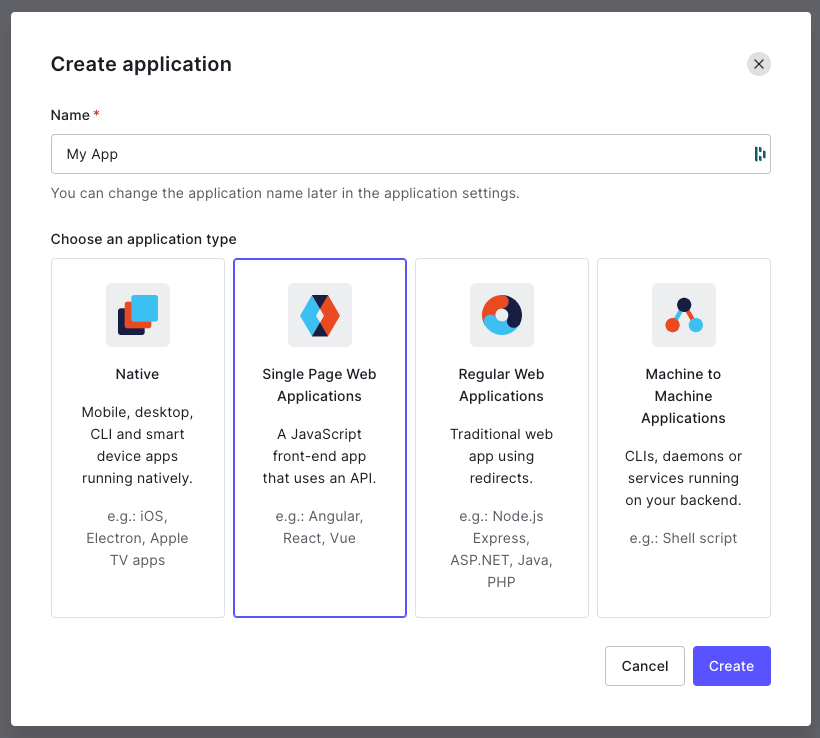 Create application
Name *
My App
You can change the application name later in the application settings.
Choose an application type
Native
Mobile, desktop,
CLI and smart
device apps
running natively.
e.g.: iOS,
Electron, Apple
TV apps
Single Page Web
Applications
A JavaScript
front-end app
that uses an API.
e.g.: Angular,
React, Vue
Regular Web
Applications
Traditional web
app using
redirects.
e.g.: Node.js
Express,
ASP.NET, Java,
PHP
Machine to
Machine
Applications
CLIs, daemons or
services running
on your backend.
e.g.: Shell script
Cancel
Create